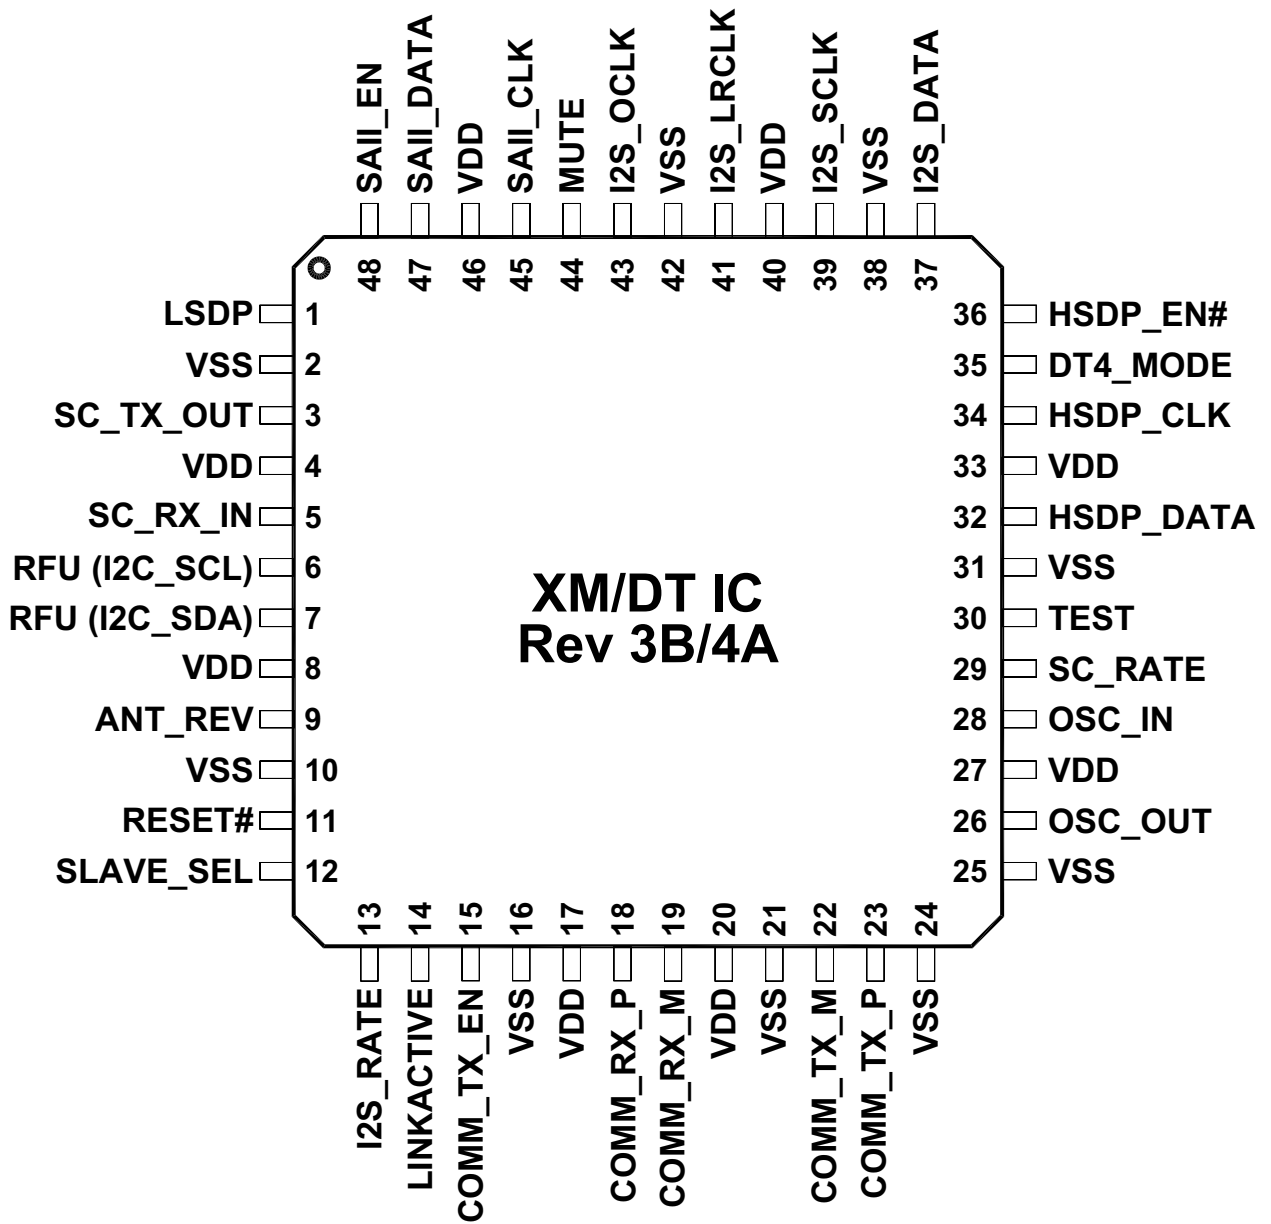 SAII_EN
SAII_DATA
VDD
SAII_CLK
MUTE
I2S_OCLK
VSS
I2S_LRCLK
VDD
I2S_SCLK
VSS
I2S_DATA
48
47
46
45
44
43
42
41
40
39
38
37
LSDP 1
VSS 2
SC_TX_OUT 3
VDD 4
SC_RX_IN 5
RFU (I2C_SCL) 6
RFU (I2C_SDA) 7
VDD 8
ANT_REV 9
VSS 10
RESET# 11
SLAVE_SEL 12
XM/DT IC
Rev 3B/4A
36 HSDP_EN#
35 DT4_MODE
34 HSDP_CLK
33 VDD
32 HSDP_DATA
31 VSS
30 TEST
29 SC_RATE
28 OSC_IN
27 VDD
26 OSC_OUT
25 VSS
13
14
15
16
17
18
19
20
21
22
23
24
I2S_RATE
LINKACTIVE
COMM_TX_EN
VSS
VDD
COMM_RX_P
COMM_RX_M
VDD
VSS
COMM_TX_M
COMM_TX_P
VSS